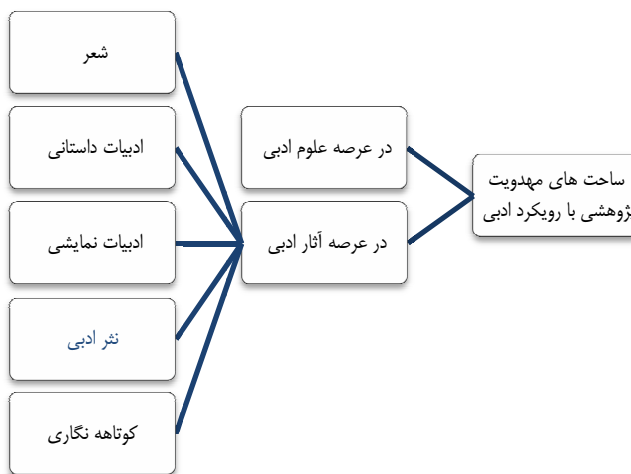 ساحت های مهدویت
پژوهشی با رویکرد ادبی
در عرصه علوم ادبی
در عرصه آثار ادبی
شعر
ادبیات داستانی
ادبیات نمایشی
نثر ادبی
کوتاهه نگاری